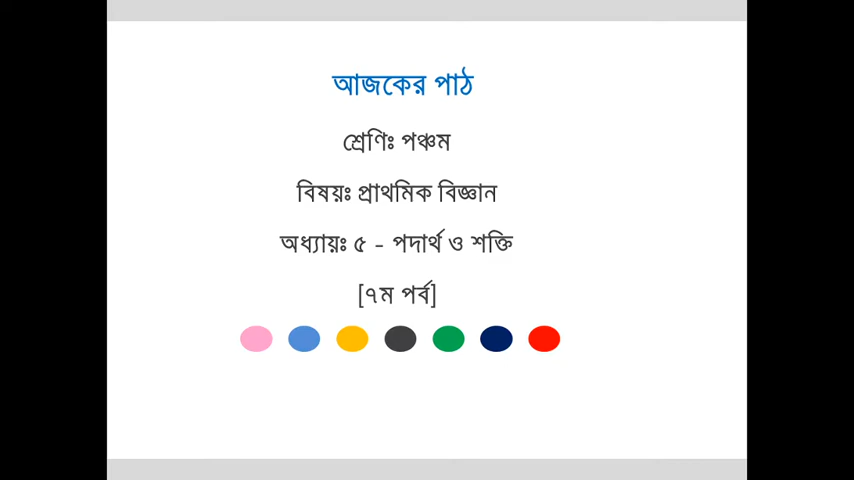 আজকের পাঠ
শ্রেণিঃ পঞ্চম
বিষয়ঃ প্রাথমিক বিজ্ঞান
অধ্যায়ঃ ৫ - পদার্থ ও শক্তি
[৭ম পর্ব]